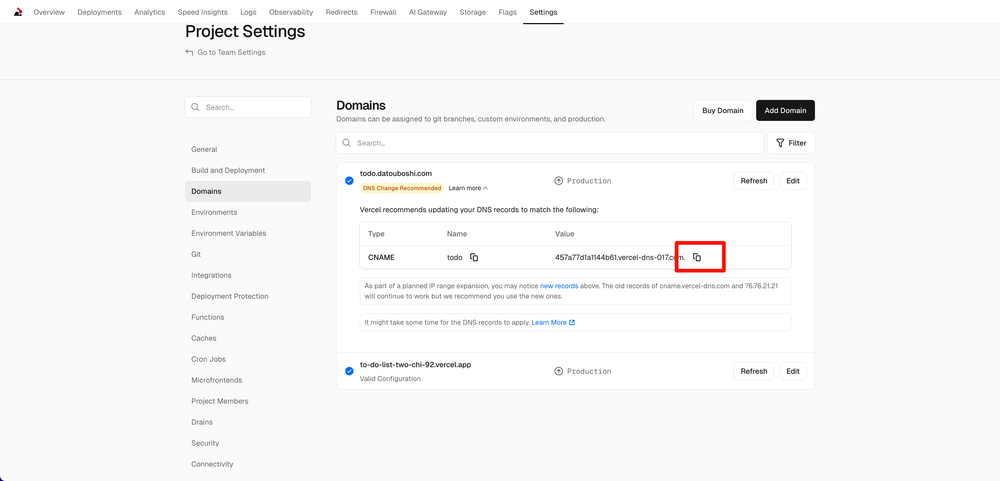 Overview Deployments Analytics Speed Insights Logs Observability Redirects Firewall AI Gateway Storage Flags Settings
Project Settings
Go to Team Settings
Search...
General
Build and Deployment
Domains
Environments
Environment Variables
Git
Integrations
Deployment Protection
Functions
Caches
Cron Jobs
Microfrontends
Project Members
Drains
Security
Connectivity
Domains
Domains can be assigned to git branches, custom environments, and production.
Buy Domain
Add Domain
Search...
Filter
todo.datouboshi.com
DNS Change Recommended Learn more
Production
Refresh
Edit
Vercel recommends updating your DNS records to match the following:
Type Name Value
CNAME todo 457a77d1a1144b61.vercel-dns-017.com.
As part of a planned IP range expansion, you may notice new records above. The old records of cname.vercel-dns.com and 76.76.21.21
will continue to work but we recommend you use the new ones.
It might take some time for the DNS records to apply. Learn More
to-do-list-two-chi-92.vercel.app
Valid Configuration
Production
Refresh
Edit